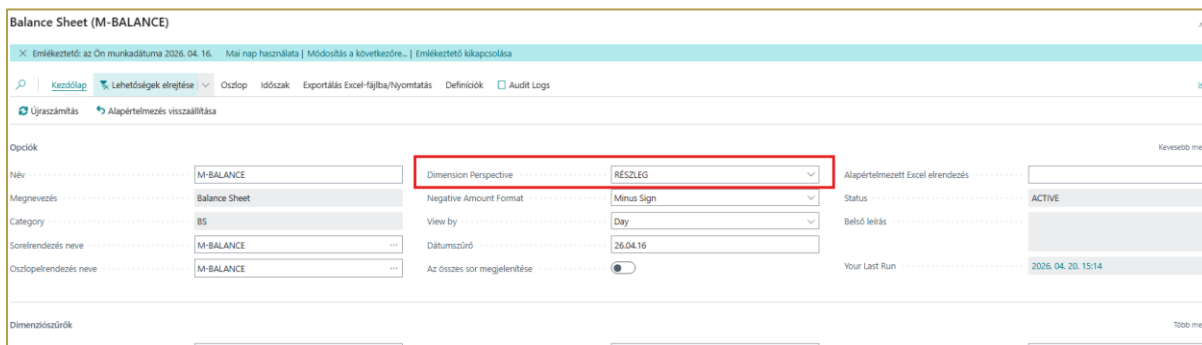 Balance Sheet (M-BALANCE)
Emlékeztető: az Ön munkadátuma 2026. 04. 16. Mai nap használata | Módosítás a következőre... | Emlékeztető kikapcsolása
Kezdőlap Lehetőségek elrejtése Oszlop Időszak Exportálás Excel-fájlba/Nyomtatás Definíciók Audit Logs
Újraszámítás Alapértelmezés visszaállítása
Opciók Kevesebb me
Név M-BALANCE Dimension Perspective RÉSZLEG Alapértelmezett Excel elrendezés
Megnevezés Balance Sheet Negative Amount Format Minus Sign Status ACTIVE
Category BS View by Day Belső leírás
Sorelrendezés neve M-BALANCE ... Dátumszűrő 26.04.16
Oszlopelrendezés neve M-BALANCE ... Az összes sor megjelenítése Your Last Run 2026. 04. 20. 15:14
Dimenziószűrők Több me